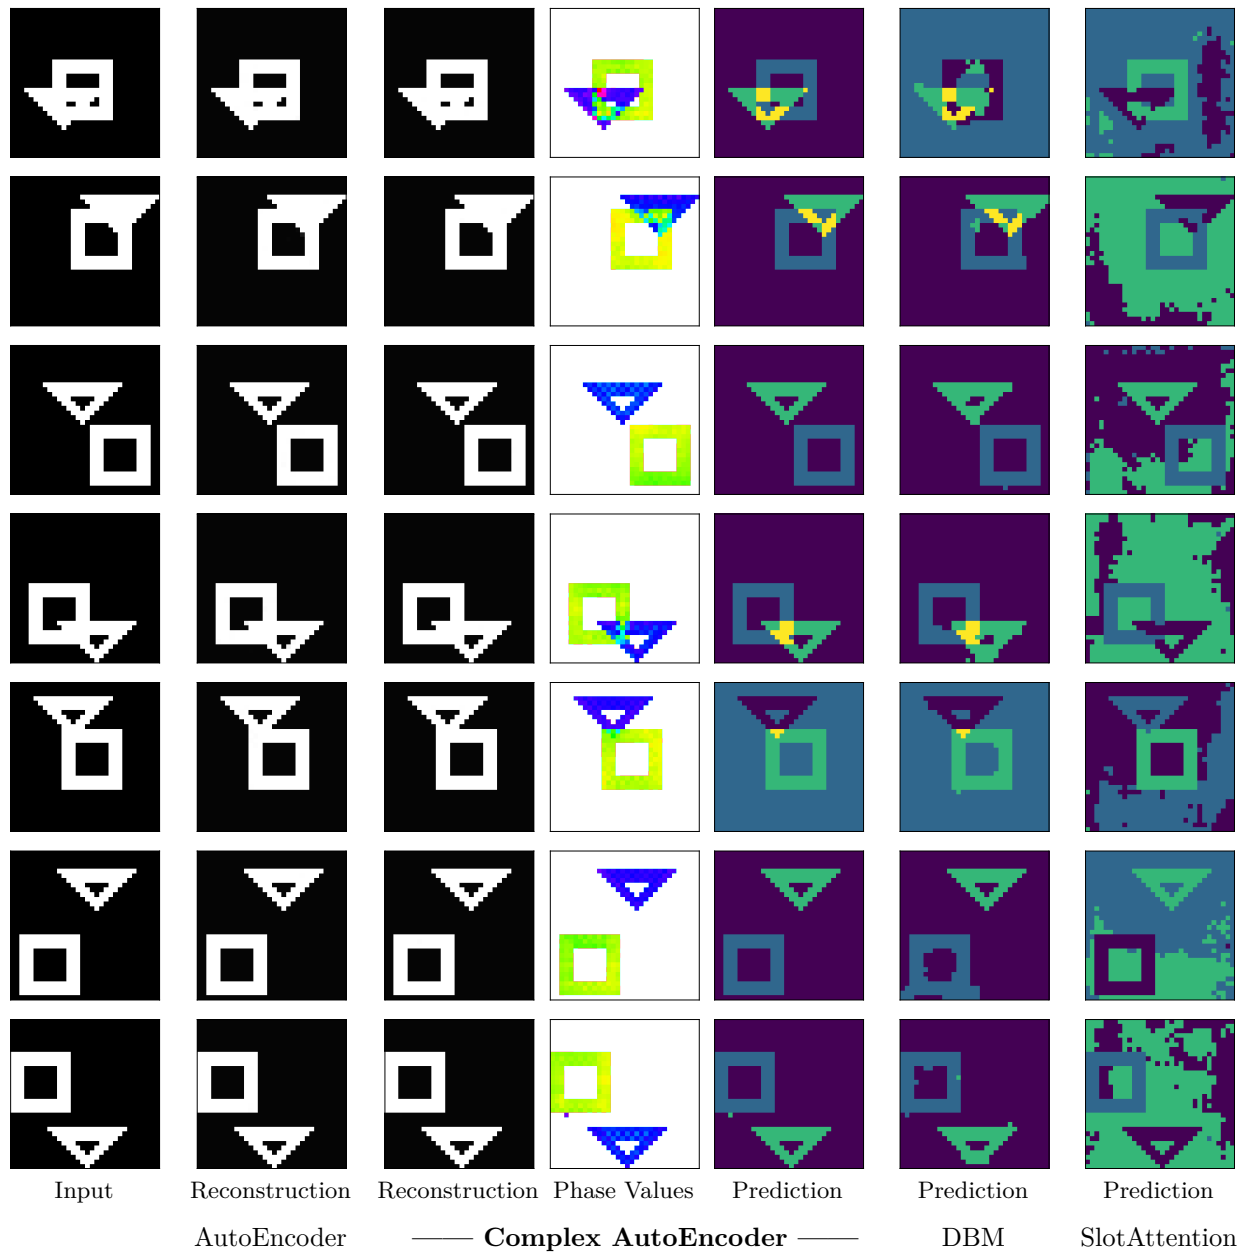 Input Reconstruction Reconstruction Phase Values Prediction Prediction Prediction
AutoEncoder —— Complex AutoEncoder —— DBM SlotAttention